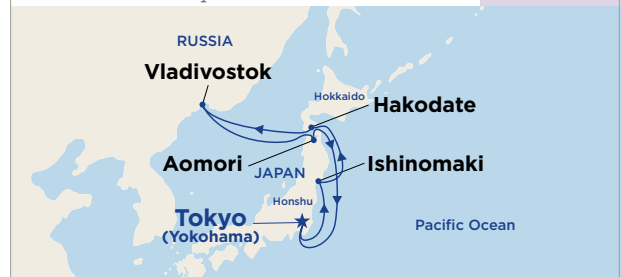 RUSSIA
Vladivostok
Hokkaido
Hakodate
Aomori
JAPAN
Ishinomaki
Honshu
Tokyo
(Yokohama)
Pacific Ocean